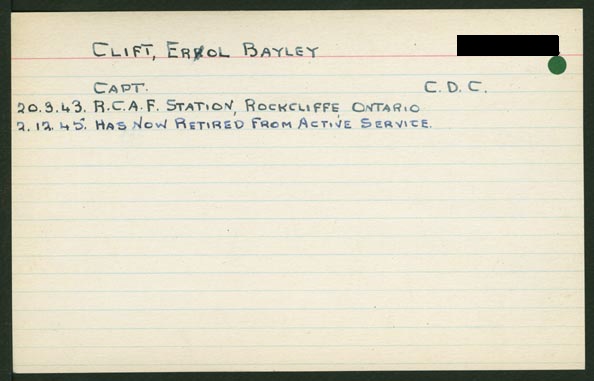 CLIFT, ERROL BAYLEY
CAPT. C.D.C.
20.3.43. R.C.A.F. STATION, ROCKCLIFFE ONTARIO
2.12.45. HAS NOW RETIRED FROM ACTIVE SERVICE.